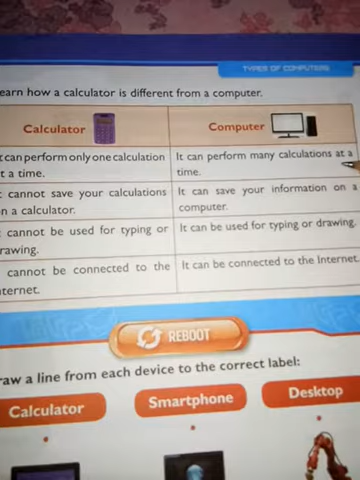 TYPES OF COMPUTERS
earn how a calculator is different from a computer.
Calculator
Computer
can perform only one calculation
t a time.
It can perform many calculations at a
time.
cannot save your calculations
n a calculator.
It can save your information on a
computer.
cannot be used for typing or
rawing.
It can be used for typing or drawing.
cannot be connected to the
nternet.
It can be connected to the Internet.
REBOOT
raw a line from each device to the correct label:
Calculator
Smartphone
Desktop